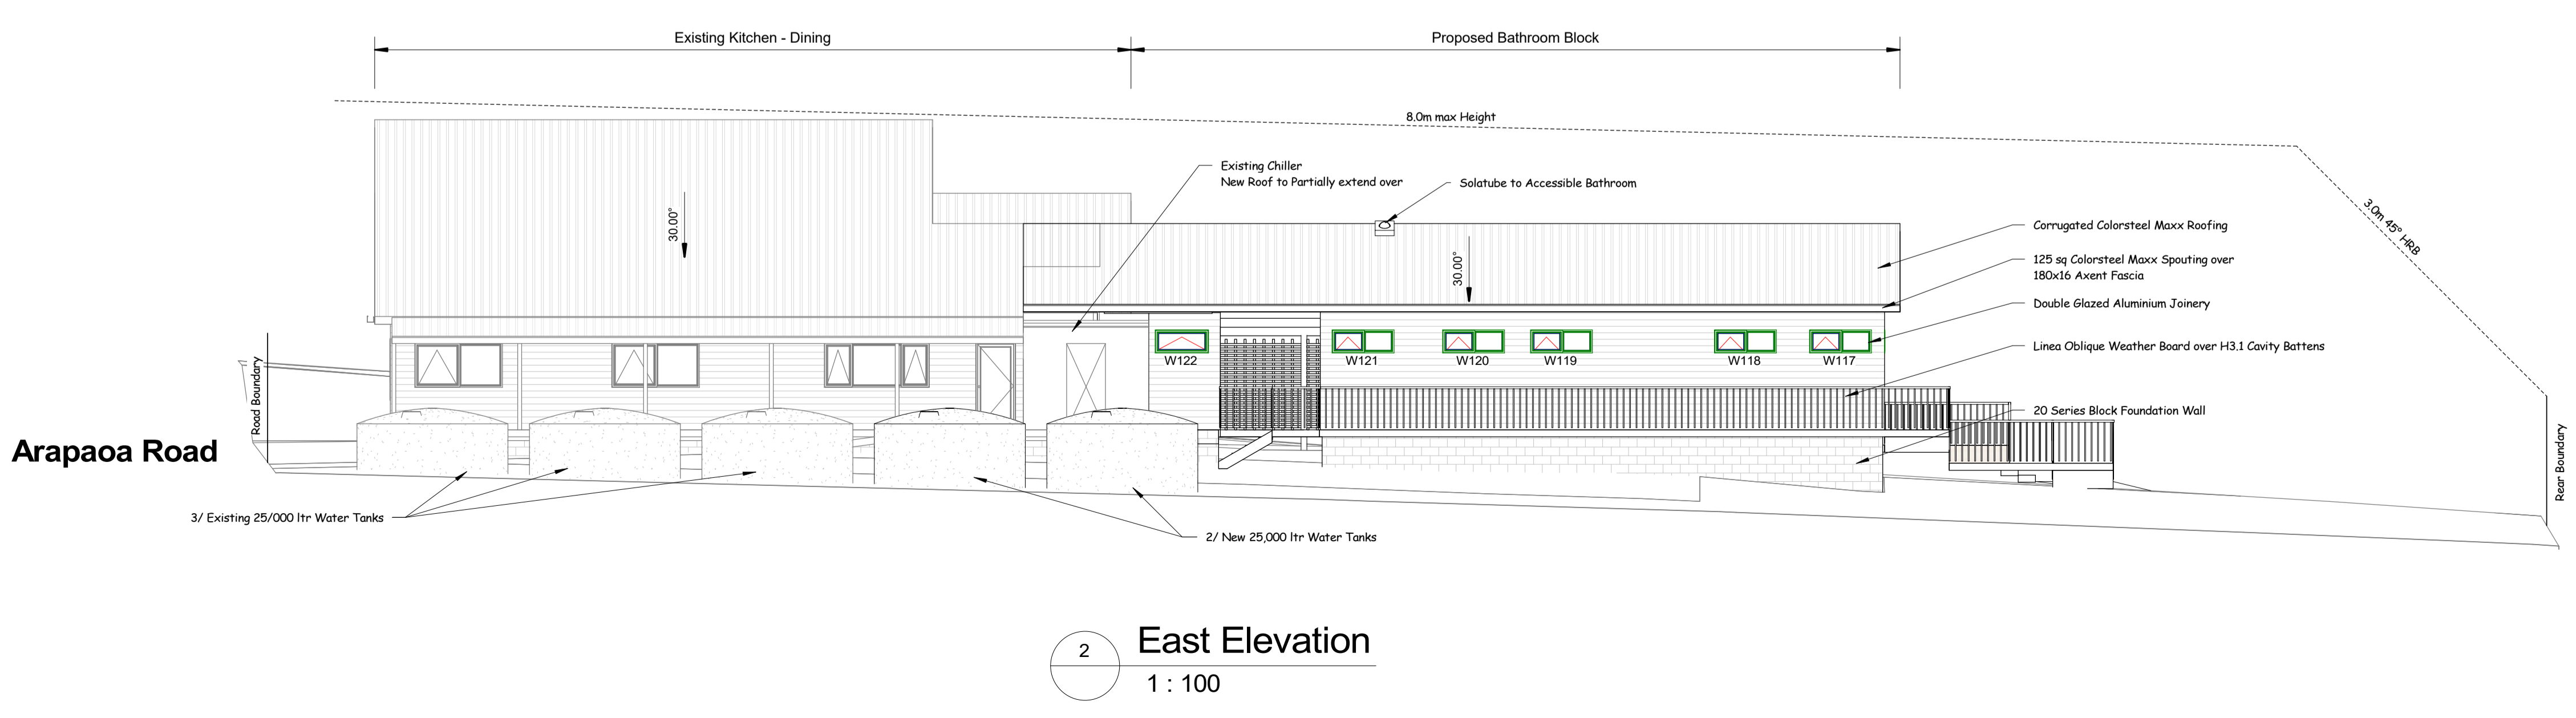 Existing Kitchen - Dining
Proposed Bathroom Block
8.0m max Height
Existing Chiller
New Roof to Partially extend over
Solatube to Accessible Bathroom
3.0m 45° HRB
30.00°
30.00°
Corrugated Colorsteel Maxx Roofing
125 sq Colorsteel Maxx Spouting over
180x16 Axent Fascia
Double Glazed Aluminium Joinery
Linea Oblique Weather Board over H3.1 Cavity Battens
20 Series Block Foundation Wall
W122
W121
W120
W119
W118
W117
Road Boundary
Arapaoa Road
Rear Boundary
3/ Existing 25/000 ltr Water Tanks
2/ New 25,000 ltr Water Tanks
2
East Elevation
1 : 100